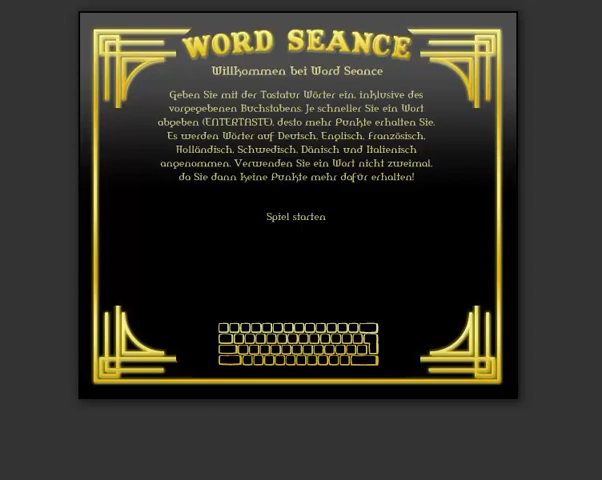 WORD SEANCE
Willkommen bei Word Seance
Geben Sie mit der Tastatur Wörter ein, inklusive des
vorgegebenen Buchstabens. Je schneller Sie ein Wort
abgeben (ENTERTASTE), desto mehr Punkte erhalten Sie.
Es werden Wörter auf Deutsch, Englisch, Französisch,
Holländisch, Schwedisch, Dänisch und Italienisch
angenommen. Verwenden Sie ein Wort nicht zweimal,
da Sie dann keine Punkte mehr dafür erhalten!
Spiel starten